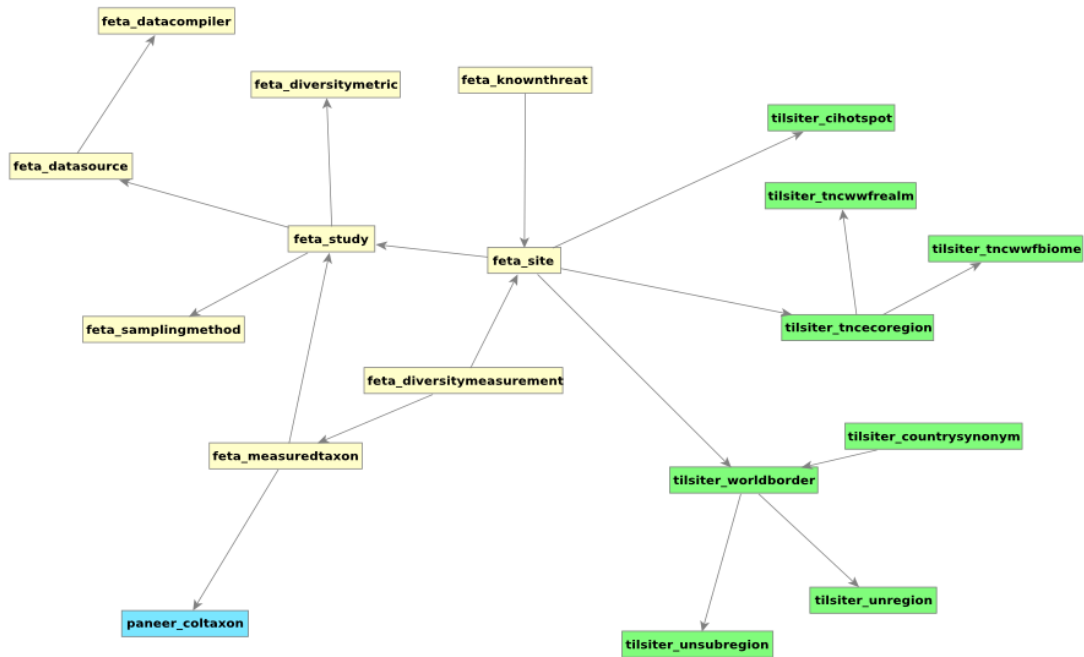 feta_datacompiler
feta_diversitymetric
feta_knownthreat
tilsiter_cihotspot
feta_datasource
tilsiter_tncwwfrealm
feta_study
tilsiter_tncwwfbiome
feta_site
feta_samplingmethod
tilsiter_tncecoregion
feta_diversitymeasurement
tilsiter_countrysynonym
feta_measuredtaxon
tilsiter_worldborder
tilsiter_unregion
paneer_coltaxon
tilsiter_unsubregion